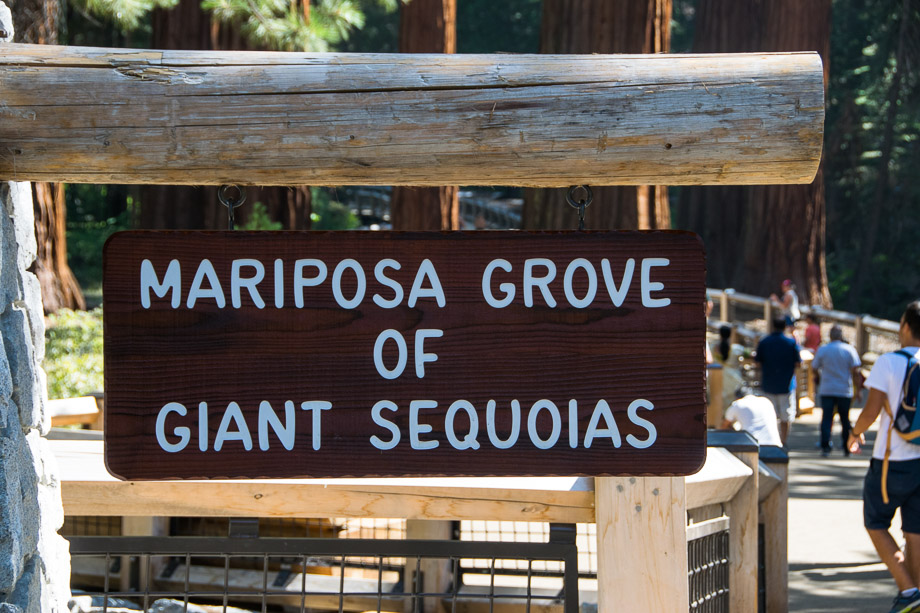 MARIPOSA GROVE
OF
GIANT SEQUOIAS